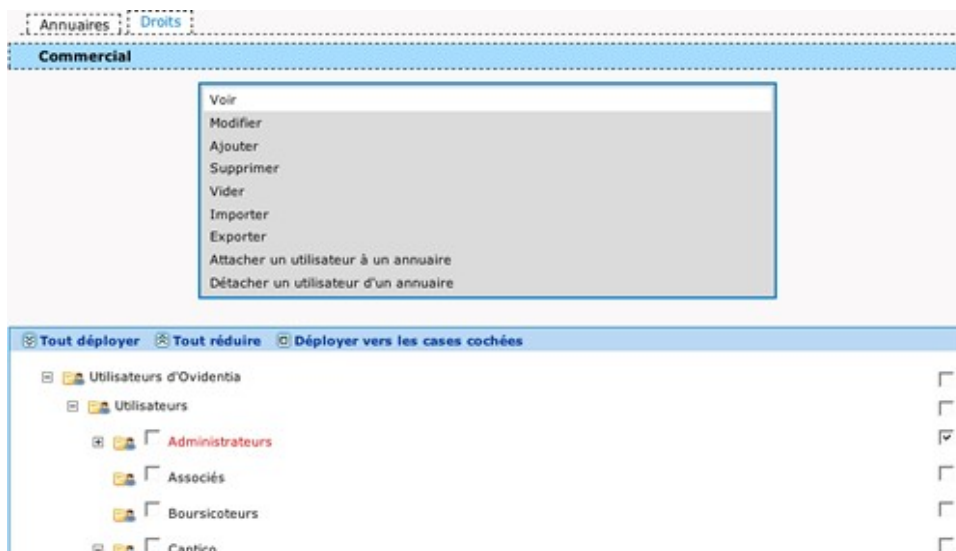 Annuaires Droits
Commercial
Voir
Modifier
Ajouter
Supprimer
Vider
Importer
Exporter
Attacher un utilisateur à un annuaire
Détacher un utilisateur d'un annuaire
Tout déployer Tout réduire Déployer vers les cases cochées
Utilisateurs d'Ovidentia
Utilisateurs
Administrateurs
Associés
Boursicoteurs
Cantico